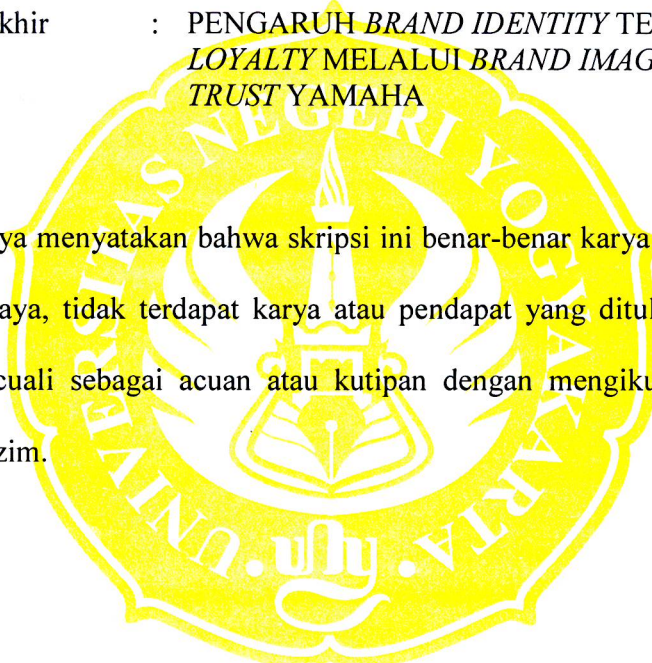 khir : PENGARUH BRAND IDENTITY TE
LOYALTY MELALUI BRAND IMAG
TRUST YAMAHA
ya menyatakan bahwa skripsi ini benar-benar karya
aya, tidak terdapat karya atau pendapat yang ditul
cuali sebagai acuan atau kutipan dengan mengiku
zim.
UNIVERSITAS NEGERI YOGYAKARTA
uny